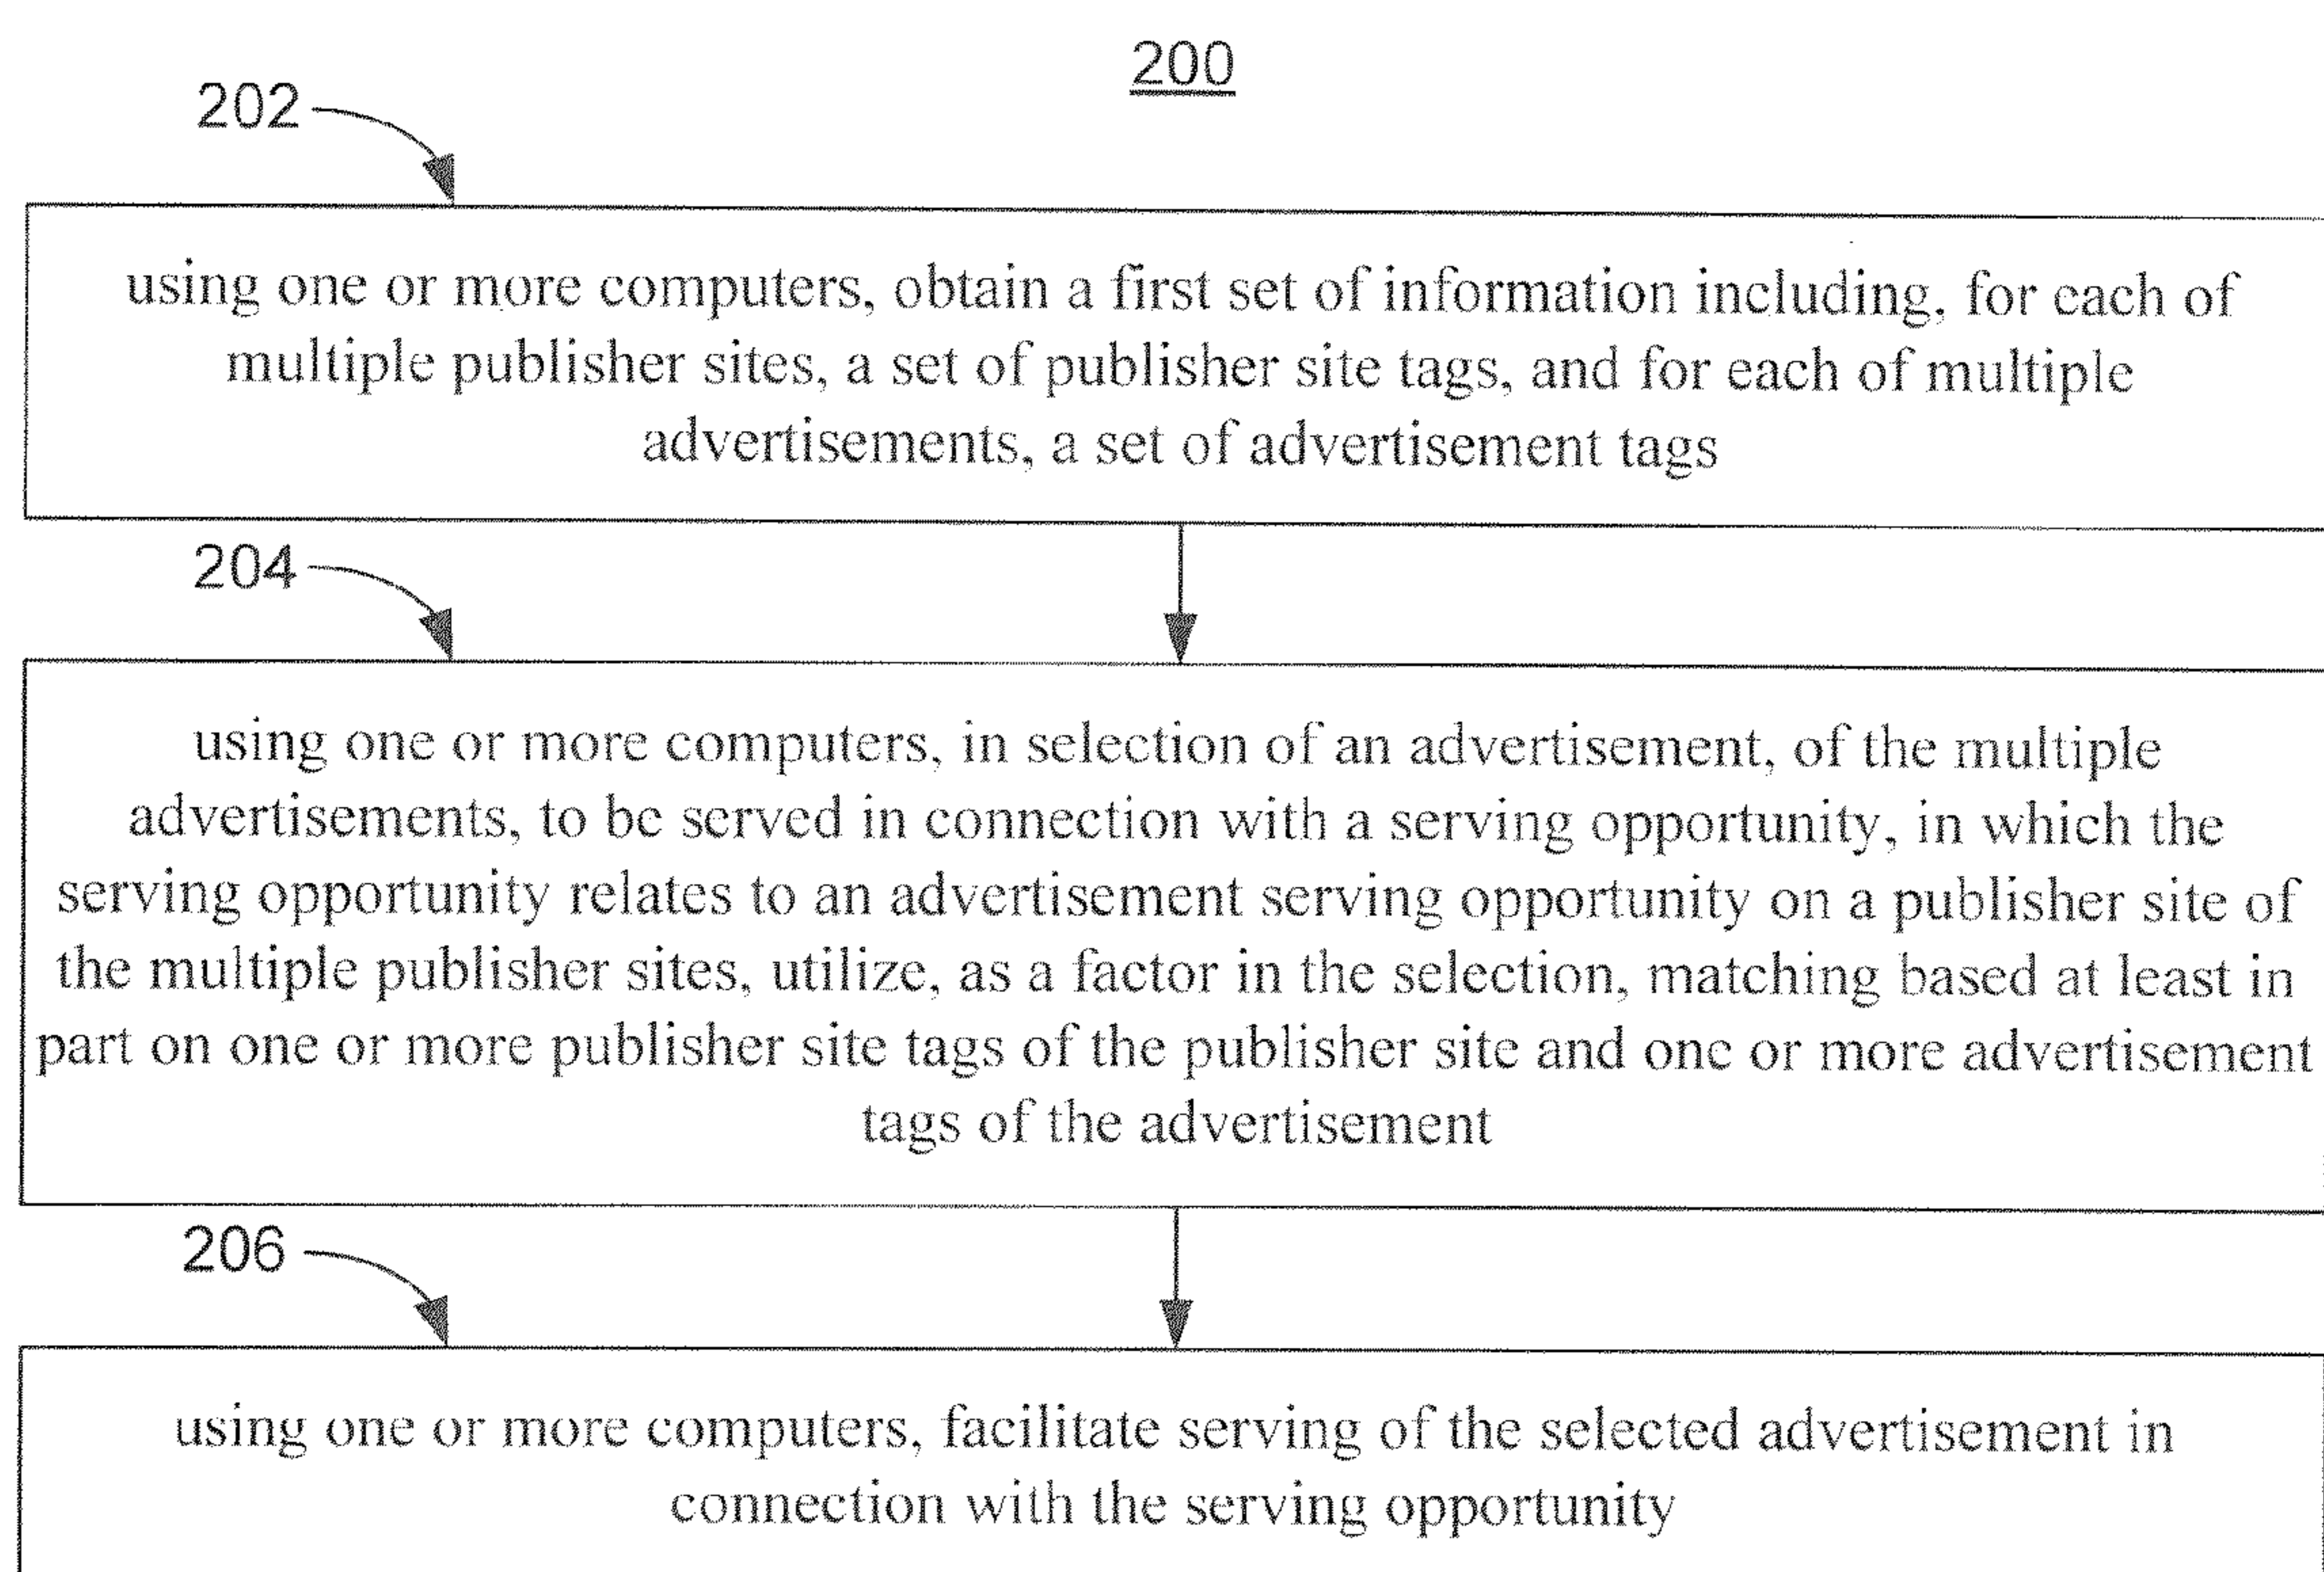 200
202
using one or more computers, obtain a first set of information including, for each of
multiple publisher sites, a set of publisher site tags, and for each of multiple
advertisements, a set of advertisement tags
204
using one or more computers, in selection of an advertisement, of the multiple
advertisements, to be served in connection with a serving opportunity, in which the
serving opportunity relates to an advertisement serving opportunity on a publisher site of
the multiple publisher sites, utilize, as a factor in the selection, matching based at least in
part on one or more publisher site tags of the publisher site and one or more advertisement
tags of the advertisement
206
using one or more computers, facilitate serving of the selected advertisement in
connection with the serving opportunity